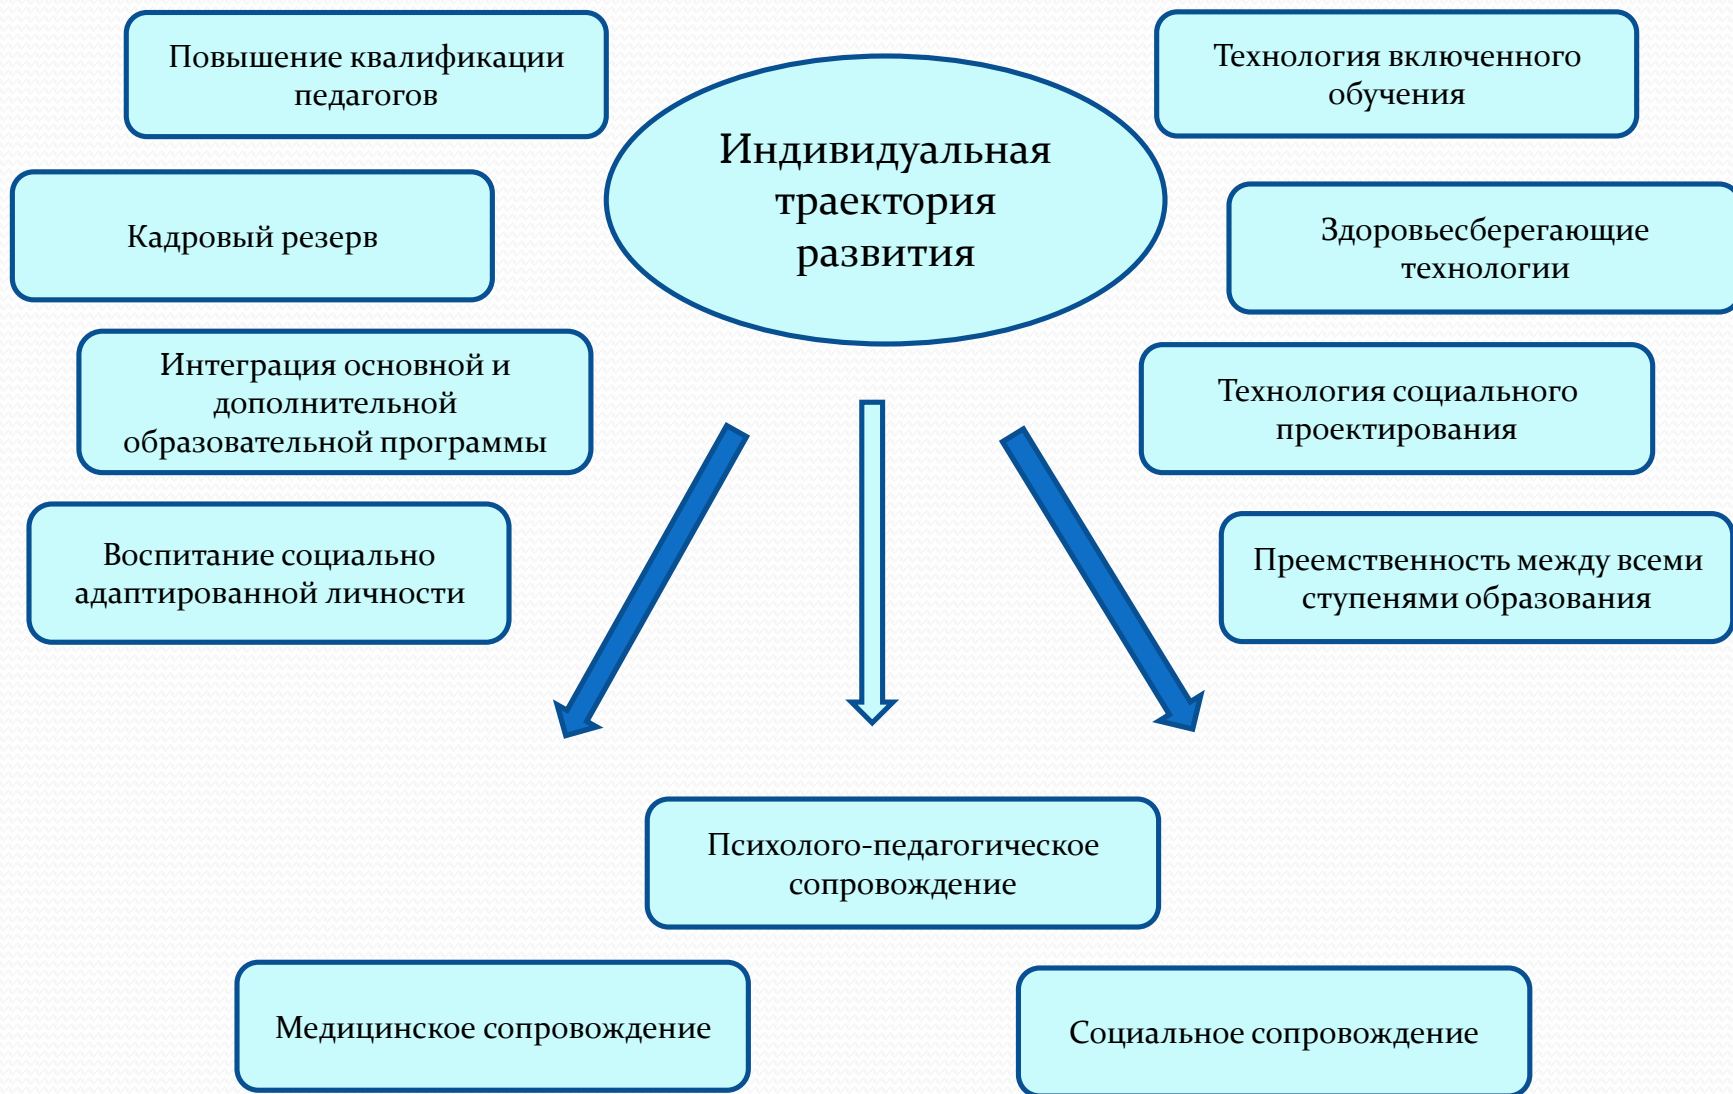 Повышение квалификации
педагогов
Кадровый резерв
Интеграция основной и
дополнительной
образовательной программы
Воспитание социально
адаптированной личности
Индивидуальная
траектория
развития
Технология включенного
обучения
Здоровьесберегающие
технологии
Технология социального
проектирования
Преемственность между всеми
ступенями образования
Психолого-педагогическое
сопровождение
Медицинское сопровождение
Социальное сопровождение